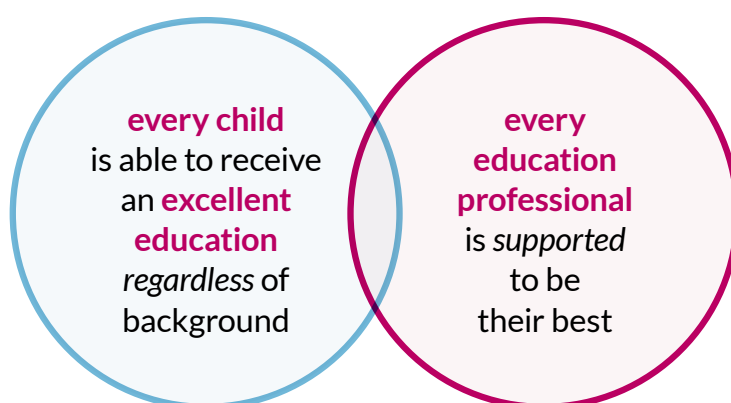 every child
is able to receive
an excellent
education
regardless of
background
every
education
professional
is supported
to be
their best